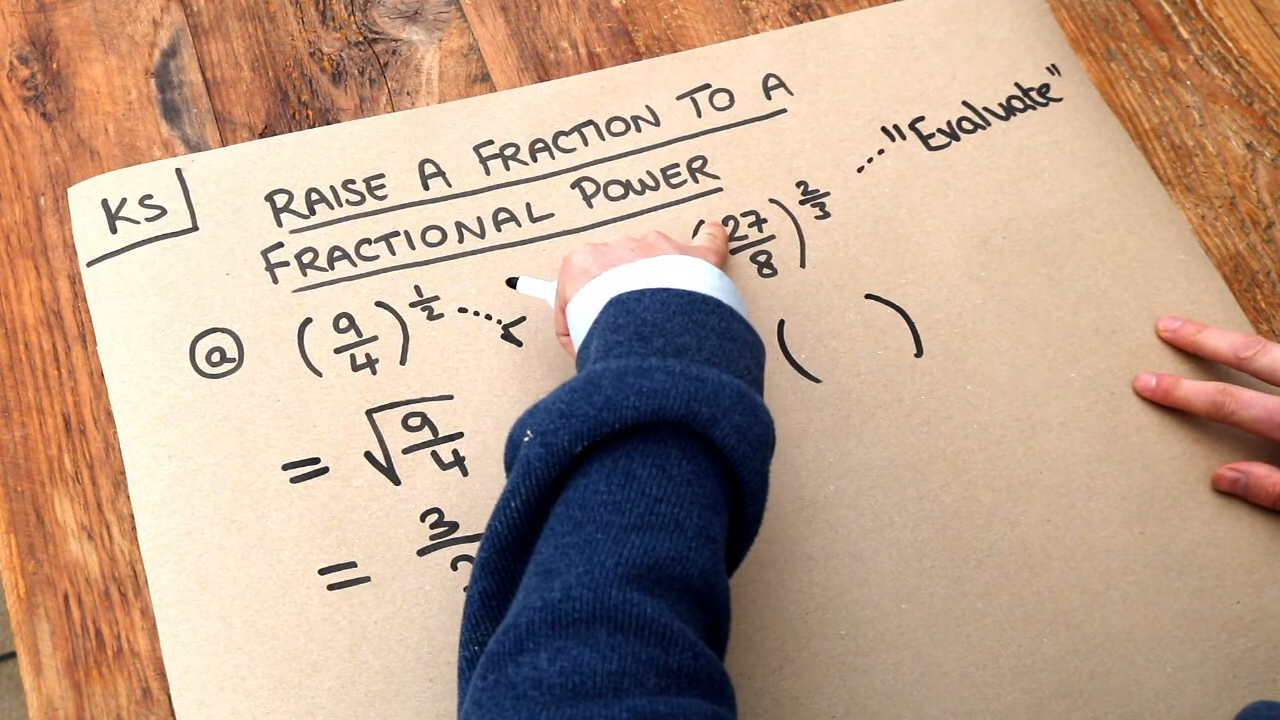 KS
RAISE A FRACTION TO A
FRACTIONAL POWER
"Evaluate"
ⓐ (9/4)^1/2
(27/8)^2/3
= √9/4
( )
= 3